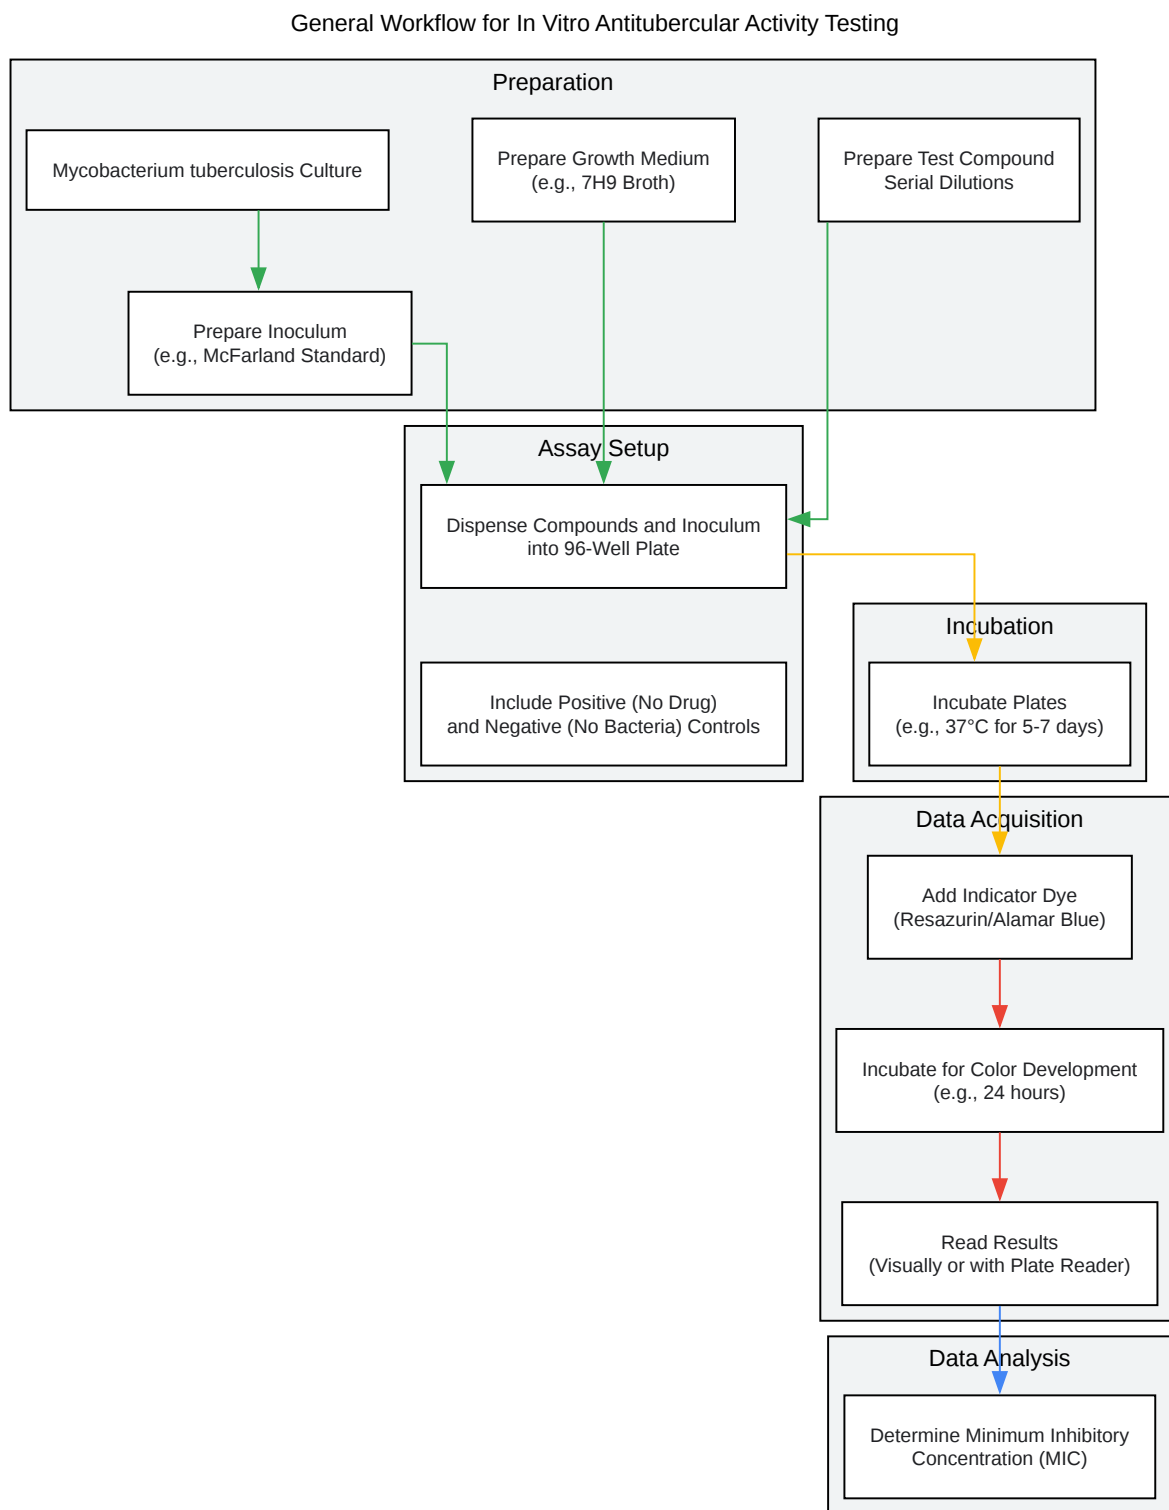 General Workflow for In Vitro Antitubercular Activity Testing
Preparation
Mycobacterium tuberculosis Culture
Prepare Growth Medium
(e.g., 7H9 Broth)
Prepare Test Compound
Serial Dilutions
Prepare Inoculum
(e.g., McFarland Standard)
Assay Setup
Dispense Compounds and Inoculum
into 96-Well Plate
Include Positive (No Drug)
and Negative (No Bacteria) Controls
Incubation
Incubate Plates
(e.g., 37°C for 5-7 days)
Data Acquisition
Add Indicator Dye
(Resazurin/Alamar Blue)
Incubate for Color Development
(e.g., 24 hours)
Read Results
(Visually or with Plate Reader)
Data Analysis
Determine Minimum Inhibitory
Concentration (MIC)